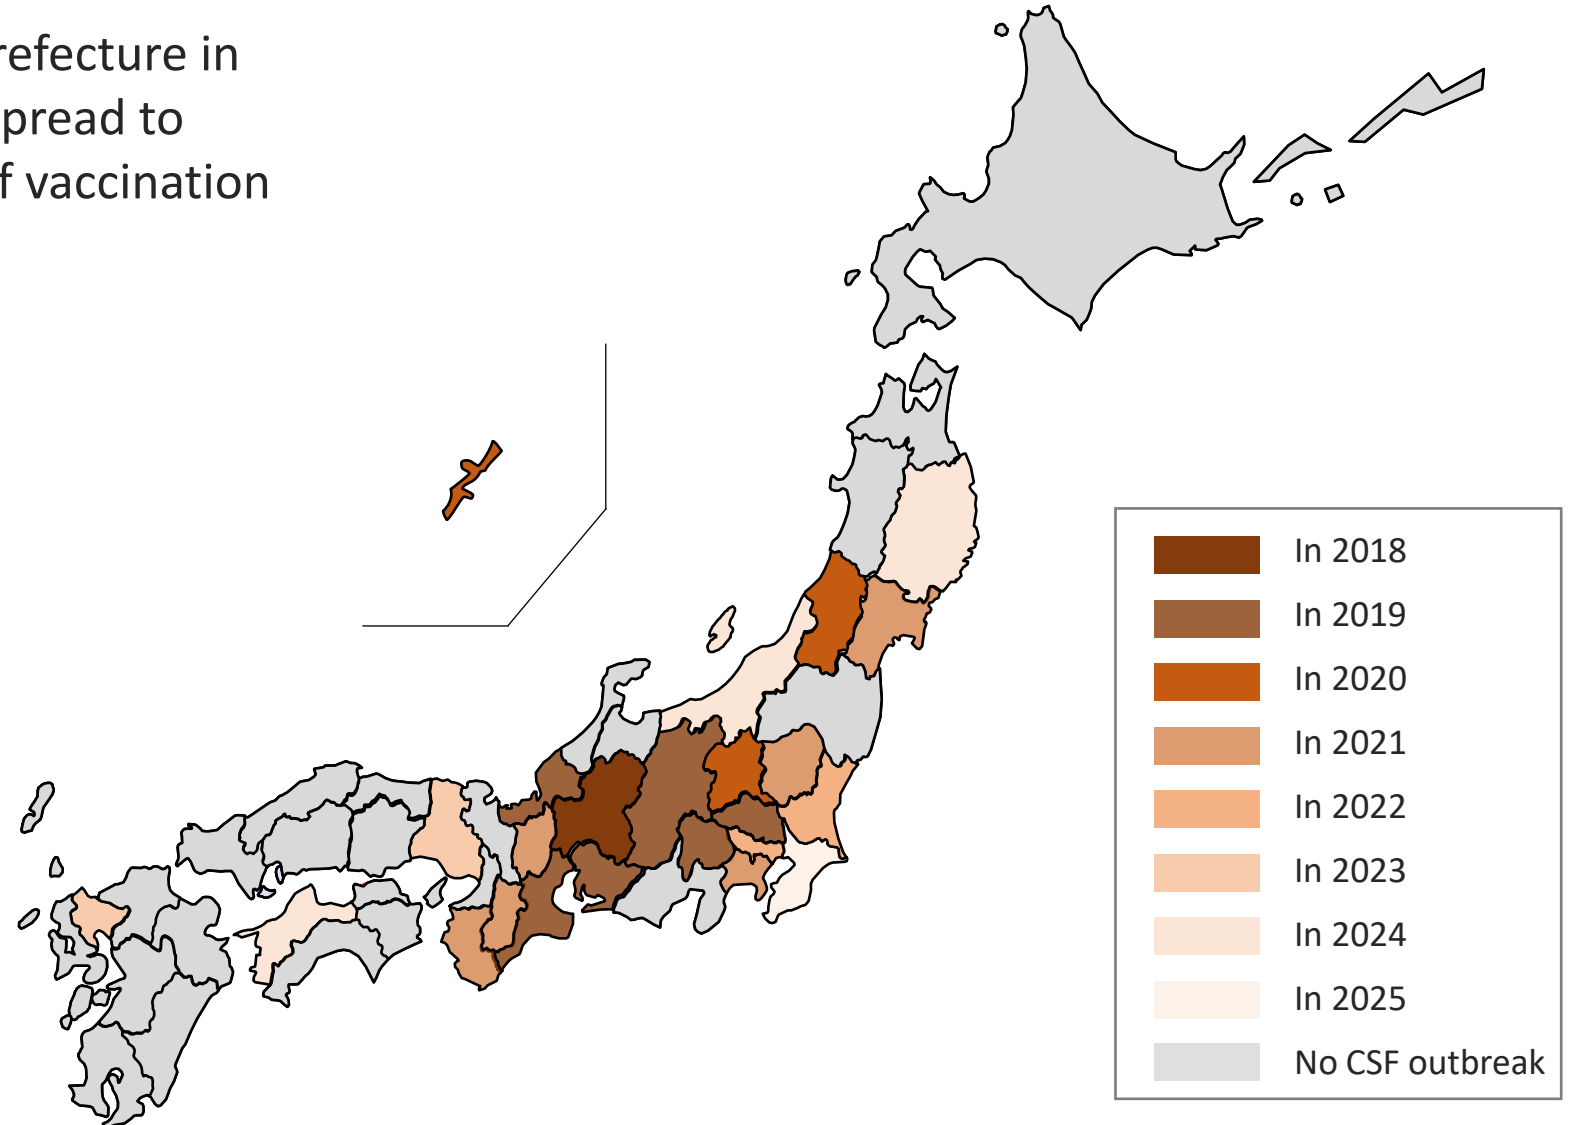 refecture in
pread to
f vaccination
In 2018
In 2019
In 2020
In 2021
In 2022
In 2023
In 2024
In 2025
No CSF outbreak